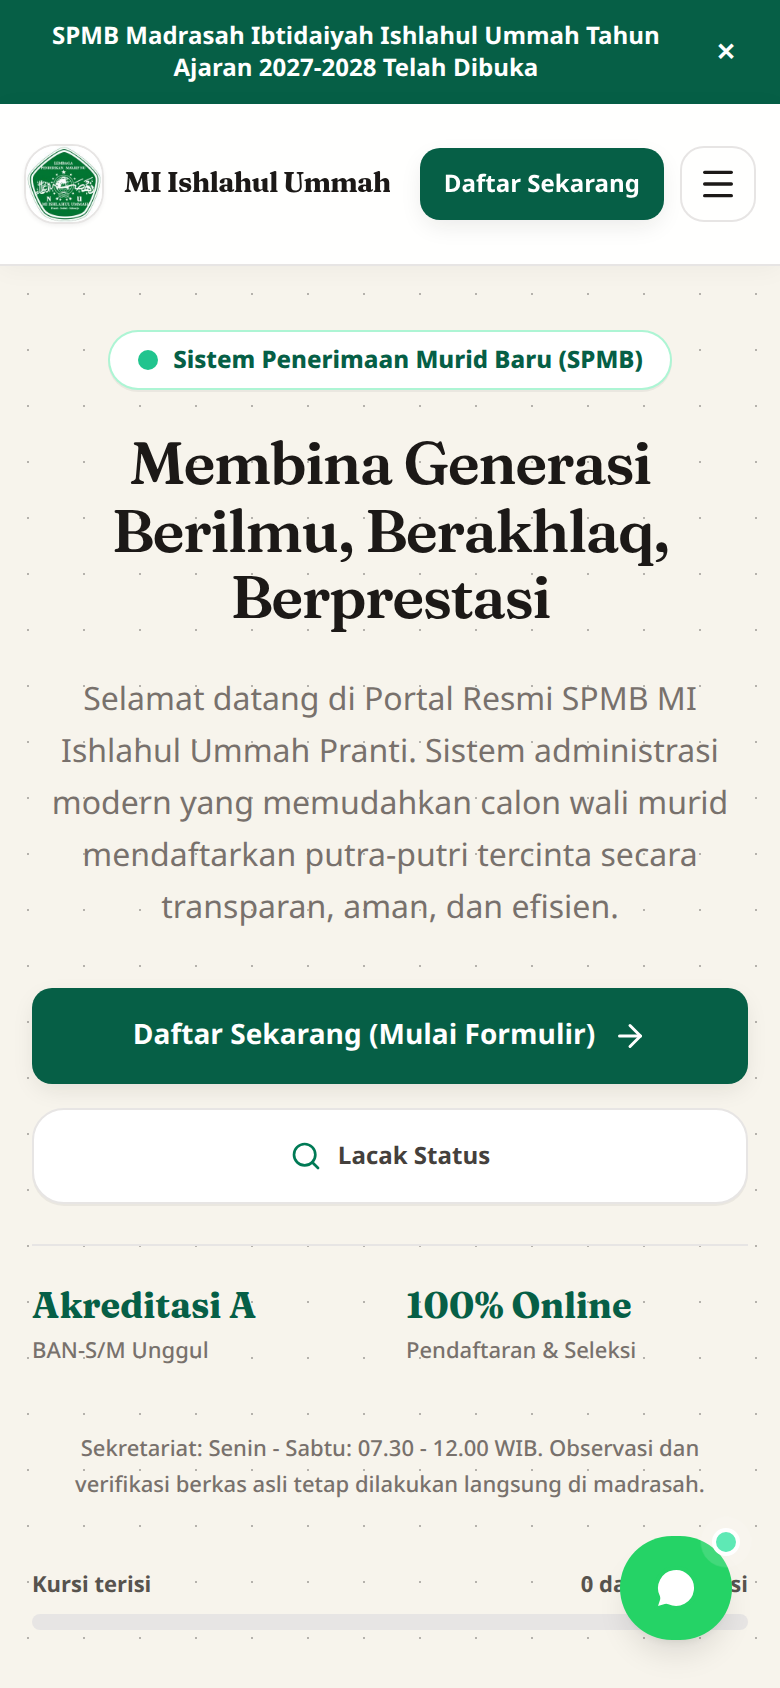 SPMB Madrasah Ibtidaiyah Ishlahul Ummah Tahun
Ajaran 2027-2028 Telah Dibuka
MI Ishlahul Ummah
Daftar Sekarang
Sistem Penerimaan Murid Baru (SPMB)
Membina Generasi
Berilmu, Berakhlaq,
Berprestasi
Selamat datang di Portal Resmi SPMB MI
Ishlahul Ummah Pranti. Sistem administrasi
modern yang memudahkan calon wali murid
mendaftarkan putra-putri tercinta secara
transparan, aman, dan efisien.
Daftar Sekarang (Mulai Formulir)
Lacak Status
Akreditasi A
BAN-S/M Unggul
100% Online
Pendaftaran & Seleksi
Sekretariat: Senin - Sabtu: 07.30 - 12.00 WIB. Observasi dan
verifikasi berkas asli tetap dilakukan langsung di madrasah.
Kursi terisi
0